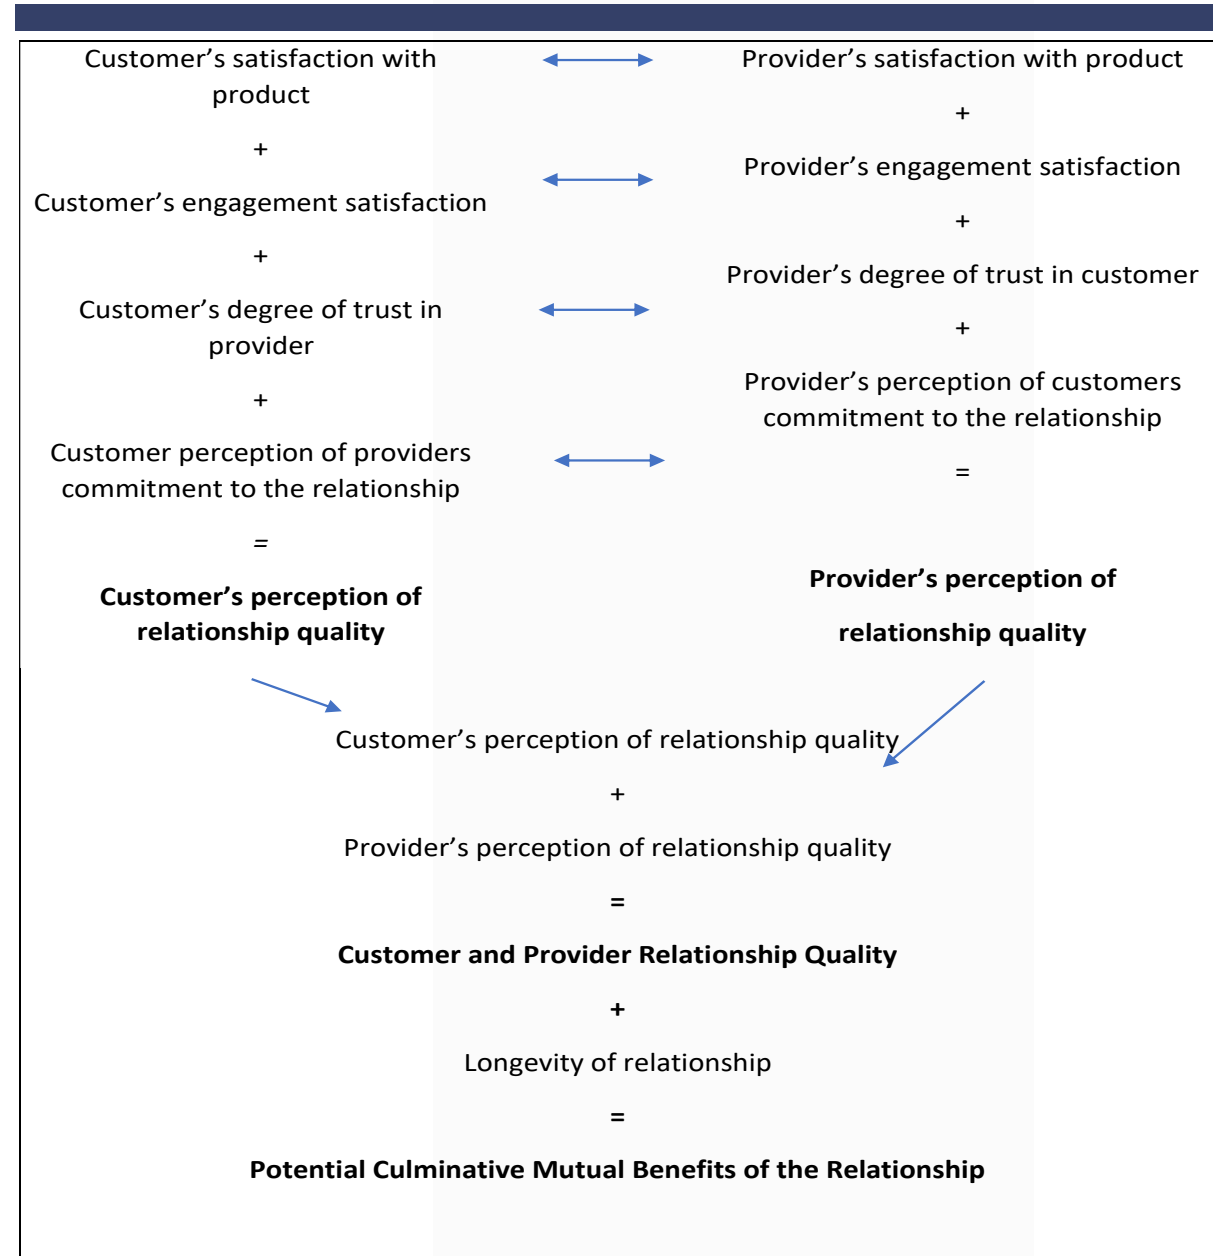 Customer’s satisfaction with
product
+
Customer’s engagement satisfaction
+
Customer’s degree of trust in
provider
+
Customer perception of providers
commitment to the relationship
=
Customer’s perception of
relationship quality
Provider’s satisfaction with product
+
Provider’s engagement satisfaction
+
Provider’s degree of trust in customer
+
Provider’s perception of customers
commitment to the relationship
=
Provider’s perception of
relationship quality
Customer’s perception of relationship quality
+
Provider’s perception of relationship quality
=
Customer and Provider Relationship Quality
+
Longevity of relationship
=
Potential Culminative Mutual Benefits of the Relationship